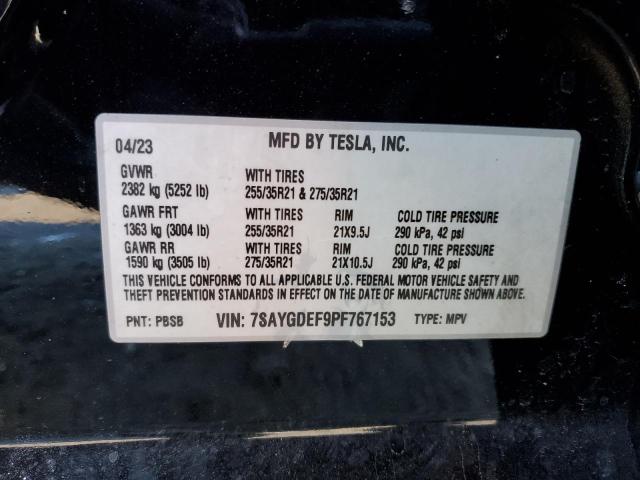 04/23 MFD BY TESLA, INC.
GVWR WITH TIRES
2382 kg (5252 lb) 255/35R21 & 275/35R21
GAWR FRT WITH TIRES RIM COLD TIRE PRESSURE
1363 kg (3004 lb) 255/35R21 21X9.5J 290 kPa, 42 psi
GAWR RR WITH TIRES RIM COLD TIRE PRESSURE
1590 kg (3505 lb) 275/35R21 21X10.5J 290 kPa, 42 psi
THIS VEHICLE CONFORMS TO ALL APPLICABLE U.S. FEDERAL MOTOR VEHICLE SAFETY AND
THEFT PREVENTION STANDARDS IN EFFECT ON THE DATE OF MANUFACTURE SHOWN ABOVE.
PNT: PBSB VIN: 7SAYGDEF9PF767153 TYPE: MPV